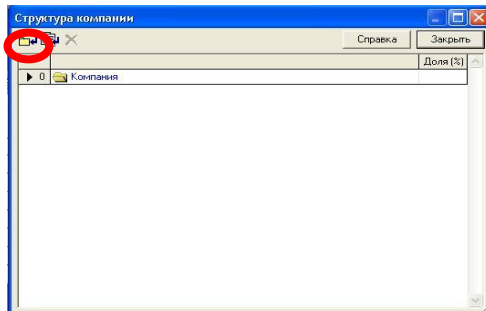 Структура компании
Справка Закрыть
Доля (%)
0 Компания